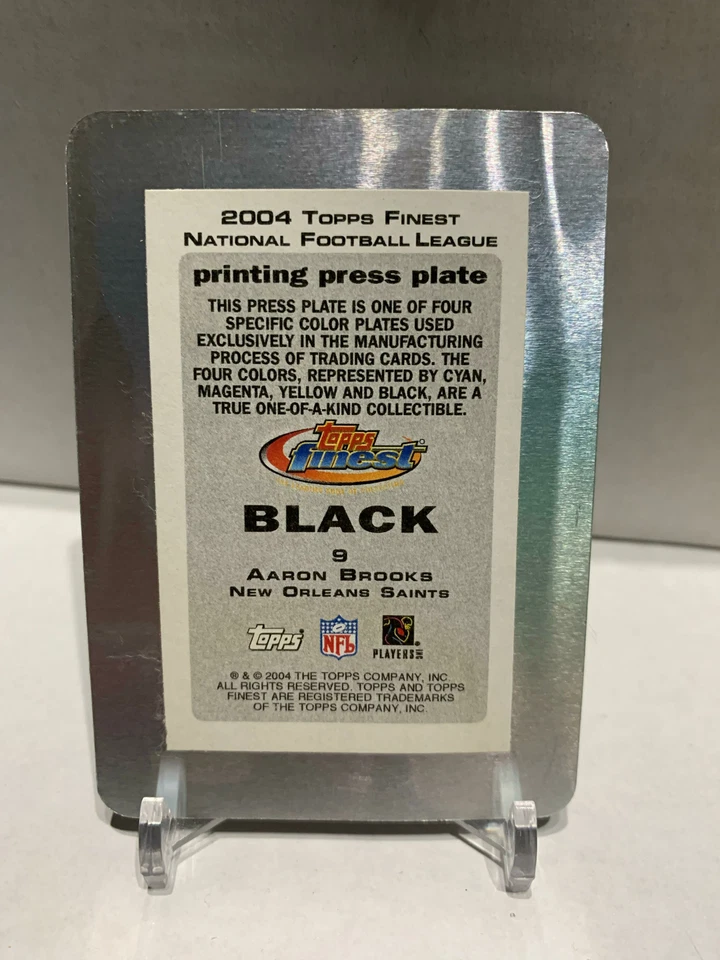 2004 TOPPS FINEST
NATIONAL FOOTBALL LEAGUE
printing press plate
THIS PRESS PLATE IS ONE OF FOUR
SPECIFIC COLOR PLATES USED
EXCLUSIVELY IN THE MANUFACTURING
PROCESS OF TRADING CARDS. THE
FOUR COLORS, REPRESENTED BY CYAN,
MAGENTA, YELLOW AND BLACK, ARE A
TRUE ONE-OF-A-KIND COLLECTIBLE.
topps
finest
BLACK
9
AARON BROOKS
NEW ORLEANS SAINTS
topps NFL PLAYERS INC
® & © 2004 THE TOPPS COMPANY, INC.
ALL RIGHTS RESERVED. TOPPS AND TOPPS
FINEST ARE REGISTERED TRADEMARKS
OF THE TOPPS COMPANY, INC.